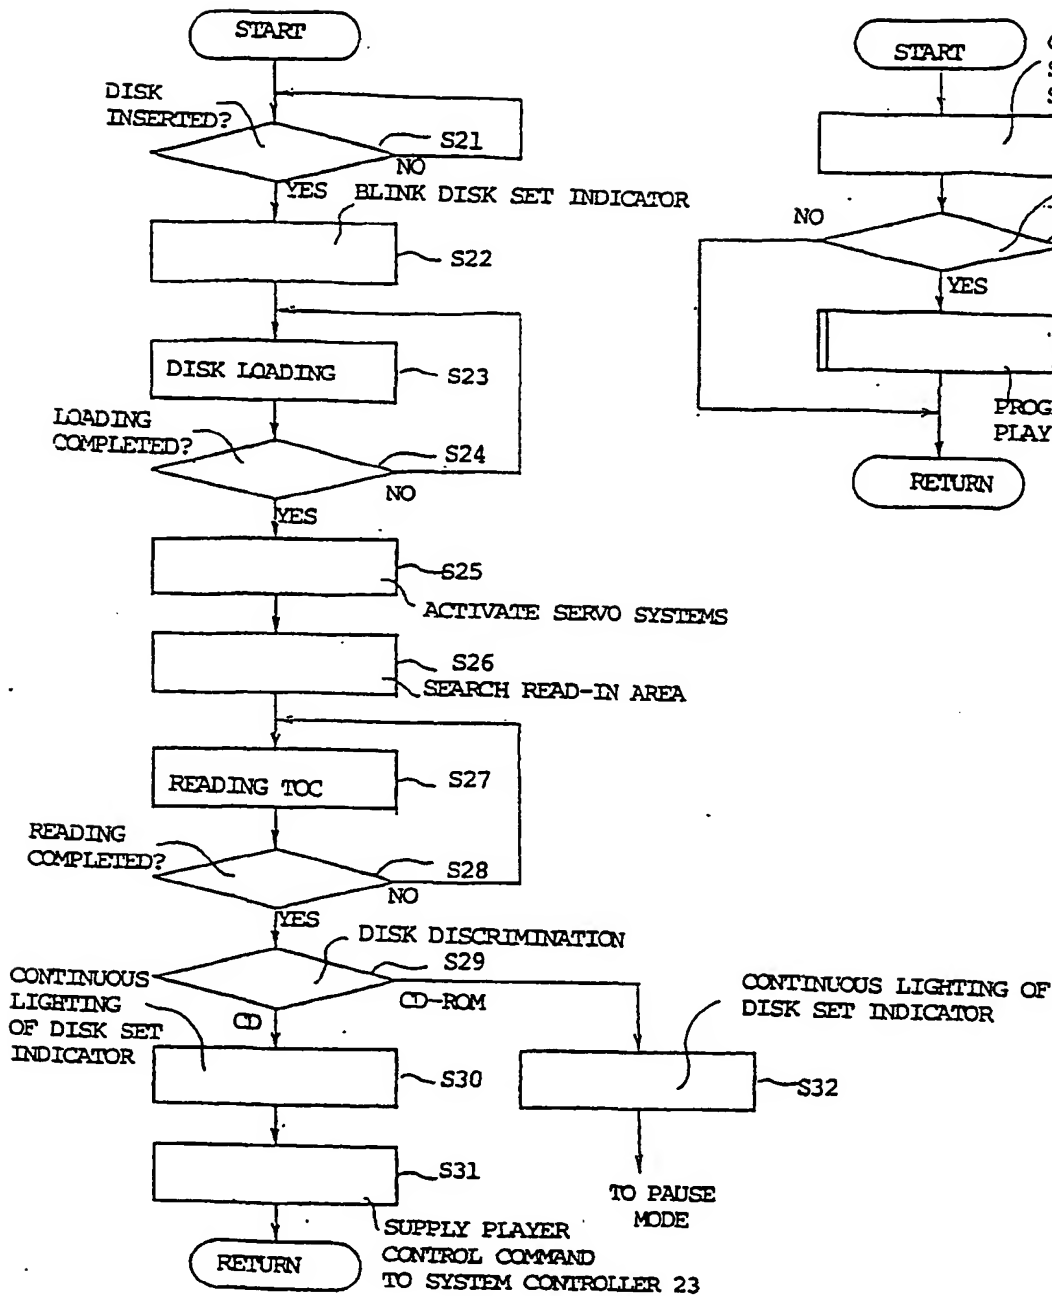 START
DISK
INSERTED?
S21
NO
YES
BLINK DISK SET INDICATOR
S22
DISK LOADING
S23
LOADING
COMPLETED?
S24
NO
YES
S25
ACTIVATE SERVO SYSTEMS
S26
SEARCH READ-IN AREA
READING TOC
S27
READING
COMPLETED?
S28
NO
YES
DISK DISCRIMINATION
S29
CONTINUOUS
LIGHTING
OF DISK SET
INDICATOR
CD
CD-ROM
CONTINUOUS LIGHTING OF
DISK SET INDICATOR
S30
S32
S31
TO PAUSE
MODE
SUPPLY PLAYER
CONTROL COMMAND
TO SYSTEM CONTROLLER 23
RETURN
START
NO
YES
PLAY
RETURN